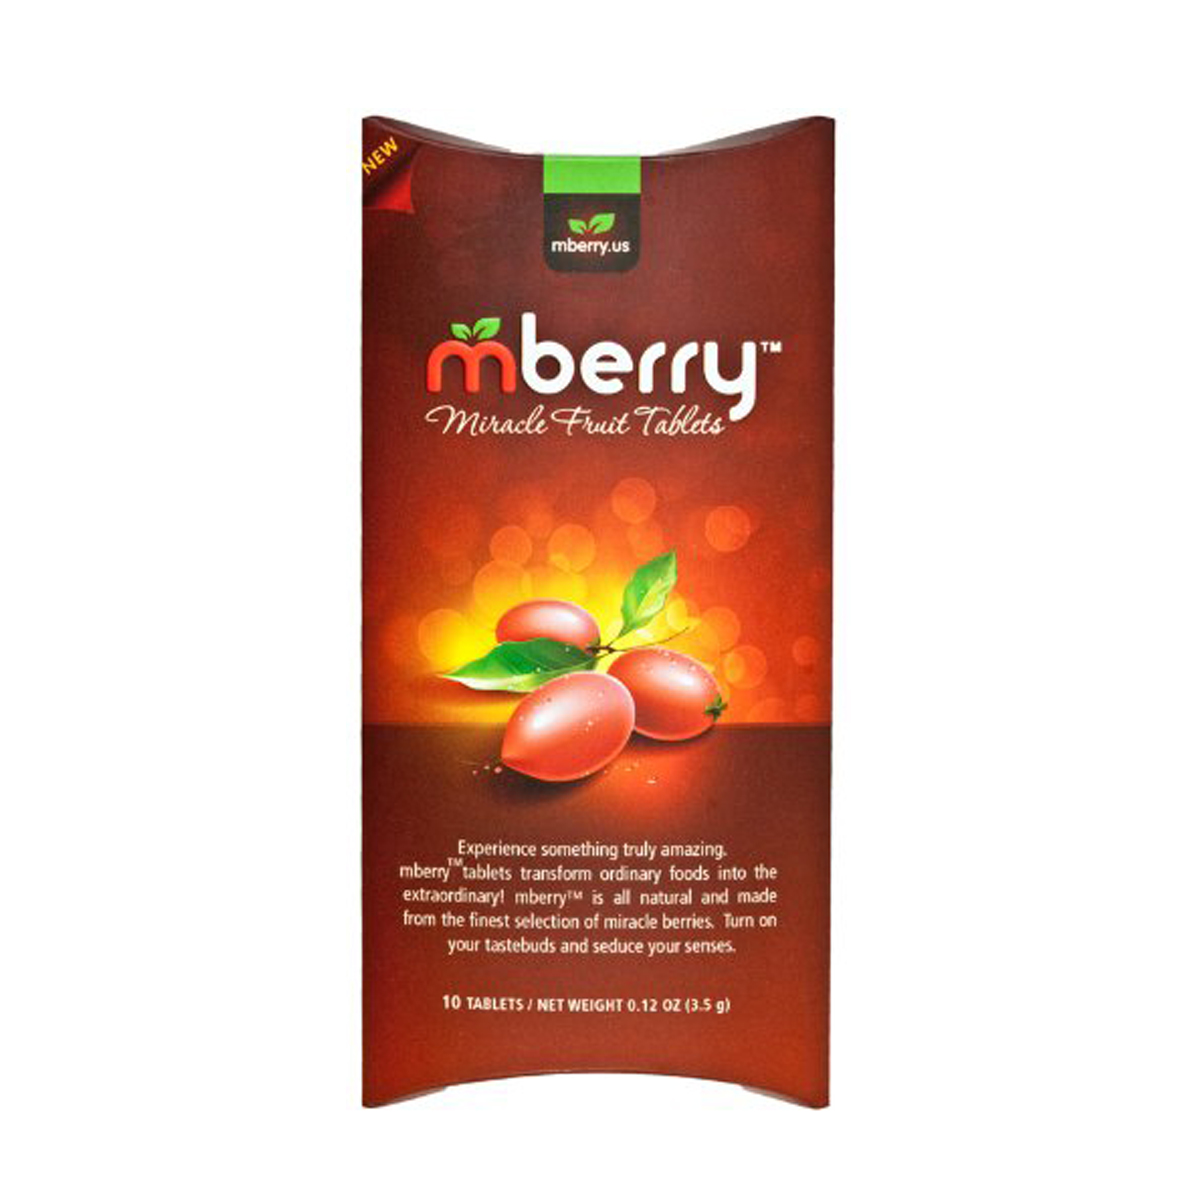 NEW
mberry.us
mberry™
Miracle Fruit Tablets
Experience something truly amazing.
mberry™ tablets transform ordinary foods into the
extraordinary! mberry™ is all natural and made
from the finest selection of miracle berries. Turn on
your tastebuds and seduce your senses.
10 TABLETS / NET WEIGHT 0.12 OZ (3.5 g)